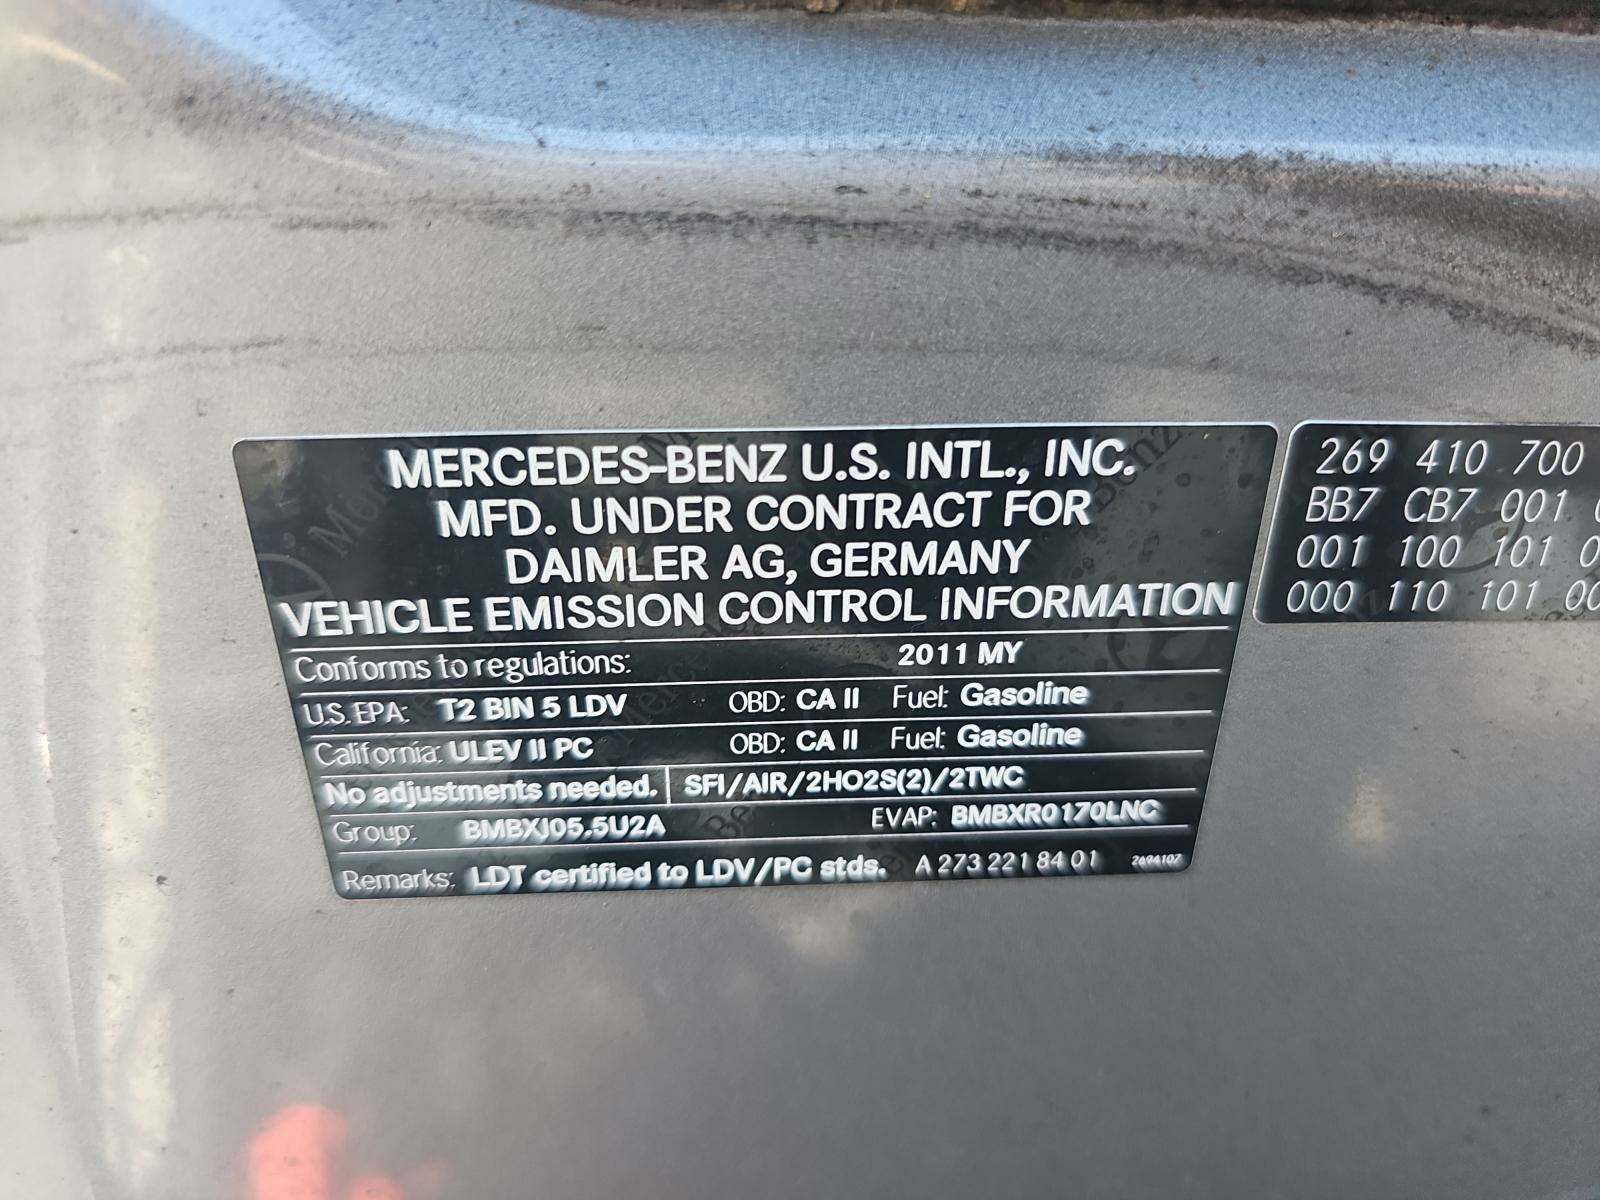 MERCEDES-BENZ U.S. INTL., INC.
MFD. UNDER CONTRACT FOR
DAIMLER AG, GERMANY
VEHICLE EMISSION CONTROL INFORMATION
Conforms to regulations: 2011 MY
U.S. EPA: T2 BIN 5 LDV OBD: CA II Fuel: Gasoline
California: ULEV II PC OBD: CA II Fuel: Gasoline
No adjustments needed. SFI/AIR/2HO2S(2)/2TWC
Group: BMBXJ05.5U2A EVAP: BMBXR0170LNC
Remarks: LDT certified to LDV/PC stds. A 273 221 84 01 2694107
269 410 700
BB7 CB7 001
001 100 101
000 110 101